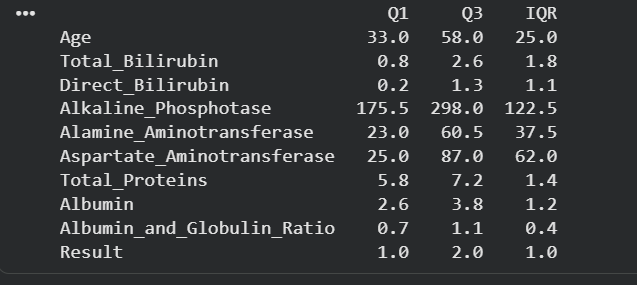 Q1 Q3 IQR
Age 33.0 58.0 25.0
Total_Bilirubin 0.8 2.6 1.8
Direct_Bilirubin 0.2 1.3 1.1
Alkaline_Phosphotase 175.5 298.0 122.5
Alamine_Aminotransferase 23.0 60.5 37.5
Aspartate_Aminotransferase 25.0 87.0 62.0
Total_Proteins 5.8 7.2 1.4
Albumin 2.6 3.8 1.2
Albumin_and_Globulin_Ratio 0.7 1.1 0.4
Result 1.0 2.0 1.0